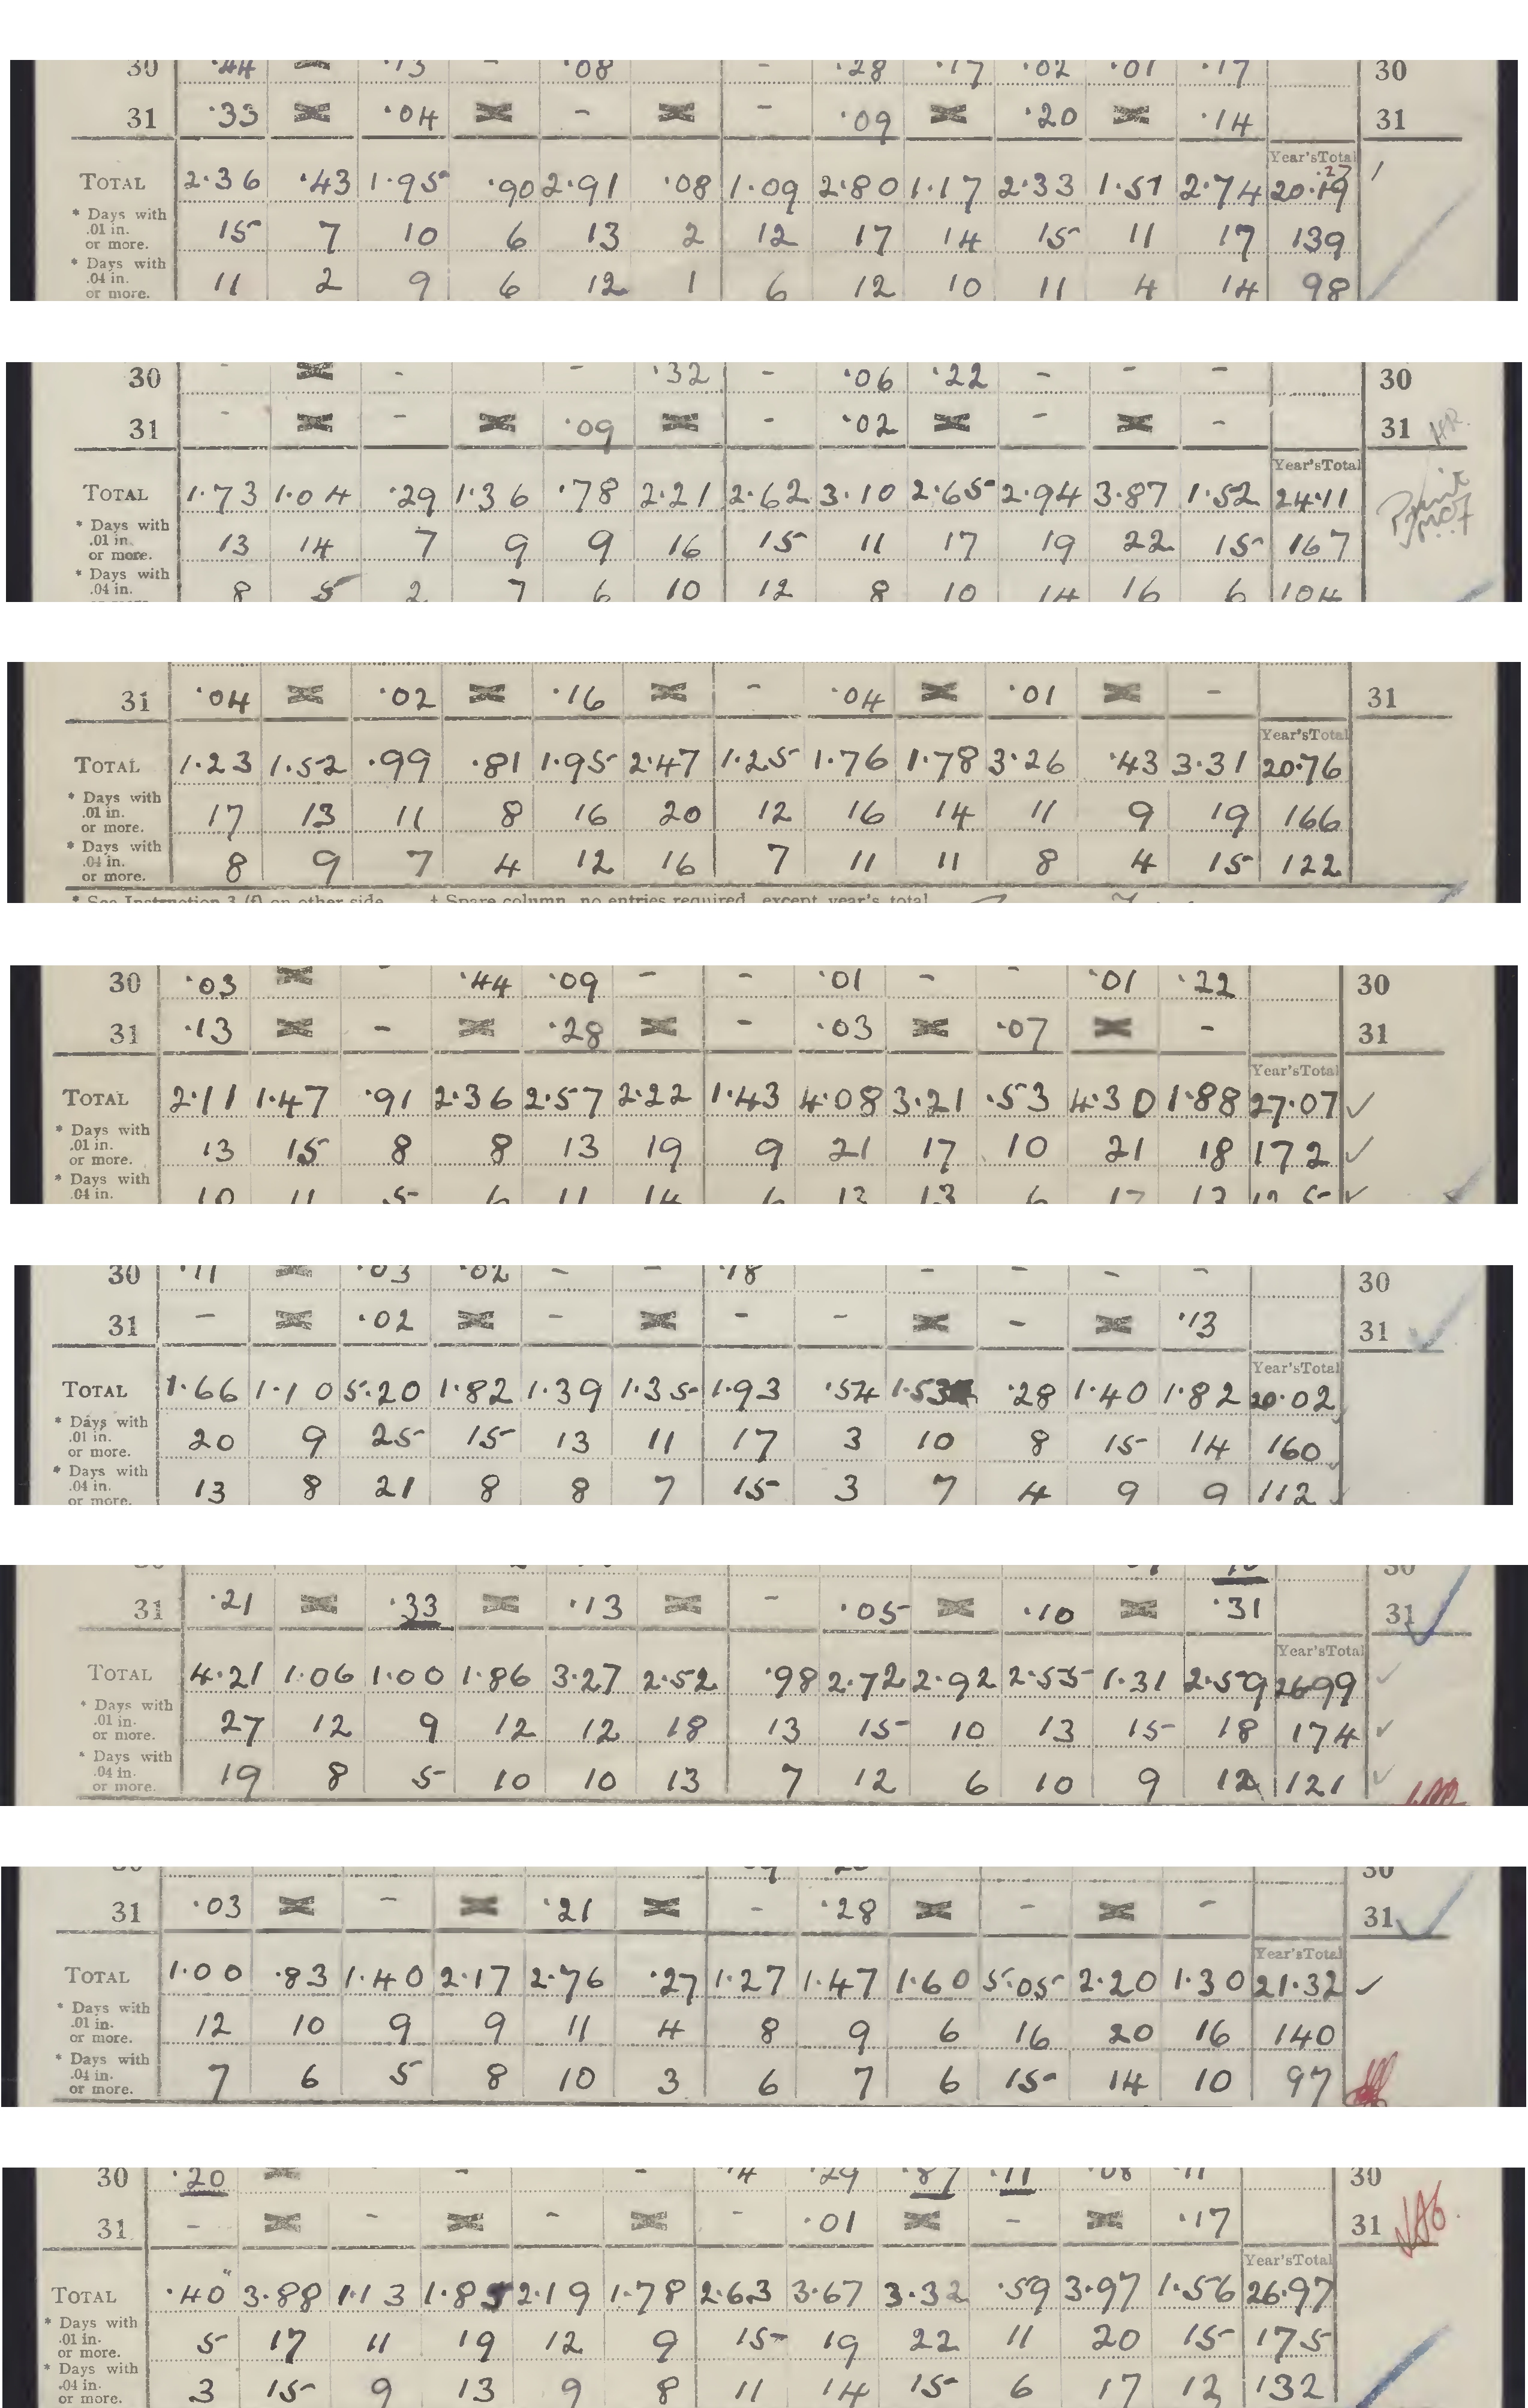 30 .44 .13 - .08 - .28 .17 .02 .01 .17 30
31 .33 .04 - - .09 .20 .14 31
Year's Total
TOTAL 2.36 .43 1.95 .90 2.91 .08 1.09 2.80 1.17 2.33 1.51 2.74 20.19 .27
* Days with .01 in. or more. 15 7 10 6 13 2 12 17 14 15 11 17 139
* Days with .04 in. or more. 11 2 9 6 12 1 6 12 10 11 4 14 98
30 - - - .32 - .06 .22 - - - 30
31 - - .09 - .02 - - 31 HR.
Year's Total
TOTAL 1.73 1.04 .29 1.36 .78 2.21 2.62 3.10 2.65 2.94 3.87 1.52 24.11
* Days with .01 in. or more. 13 14 7 9 9 16 15 11 17 19 22 15 167
* Days with .04 in. 8 5 2 7 6 10 12 8 10 14 16 6 104
31 .04 .02 .16 - .04 .01 - 31
Year's Total
TOTAL 1.23 1.52 .99 .81 1.95 2.47 1.25 1.76 1.78 3.26 .43 3.31 20.76
* Days with .01 in. or more. 17 13 11 8 16 20 12 16 14 11 9 19 166
* Days with .04 in. or more. 8 9 7 4 12 16 7 11 11 8 4 15 122
* See Instruction 3 (f) on other side. † Spare column, no entries required, except year's total
30 .03 - .44 .09 - - .01 - - .01 .22 30
31 .13 - .28 - .03 .07 - 31
Year's Total
TOTAL 2.11 1.47 .91 2.36 2.57 2.22 1.43 4.08 3.21 .53 4.30 1.88 27.07
* Days with .01 in. or more. 13 15 8 8 13 19 9 21 17 10 21 18 172
* Days with .04 in. 10 11 5 6 11 14 6 13 13 6 17 13 125
30 .11 .03 .02 - - .18 - - - - 30
31 - .02 - - - - .13 31
Year's Total
TOTAL 1.66 1.10 5.20 1.82 1.39 1.35 1.93 .54 1.53 .28 1.40 1.82 20.02
* Days with .01 in. or more. 20 9 25 15 13 11 17 3 10 8 15 14 160
* Days with .04 in. or more. 13 8 21 8 8 7 15 3 7 4 9 9 112
31 .21 .33 .13 - .05 .10 .31 31
Year's Total
TOTAL 4.21 1.06 1.00 1.86 3.27 2.52 .98 2.72 2.92 2.55 1.31 2.59 26.99
* Days with .01 in. or more. 27 12 9 12 12 18 13 15 10 13 15 18 174
* Days with .04 in. or more. 19 8 5 10 10 13 7 12 6 10 9 12 121
30
31 .03 - .21 - .28 - - 31
Year's Total
TOTAL 1.00 .83 1.40 2.17 2.76 .27 1.27 1.47 1.60 5.05 2.20 1.30 21.32
* Days with .01 in. or more. 12 10 9 9 11 4 8 9 6 16 20 16 140
* Days with .04 in. or more. 7 6 5 8 10 3 6 7 6 15 14 10 97
30 .20 - - - - .14 .29 .87 .11 .08 .11 30
31 - - - - .01 - .17 31
Year's Total
TOTAL .40 3.88 1.13 1.85 2.19 1.78 2.63 3.67 3.32 .59 3.97 1.56 26.97
* Days with .01 in. or more. 5 17 11 19 12 9 15 19 22 11 20 15 175
* Days with .04 in. or more. 3 15 9 13 9 8 11 14 15 6 17 12 132